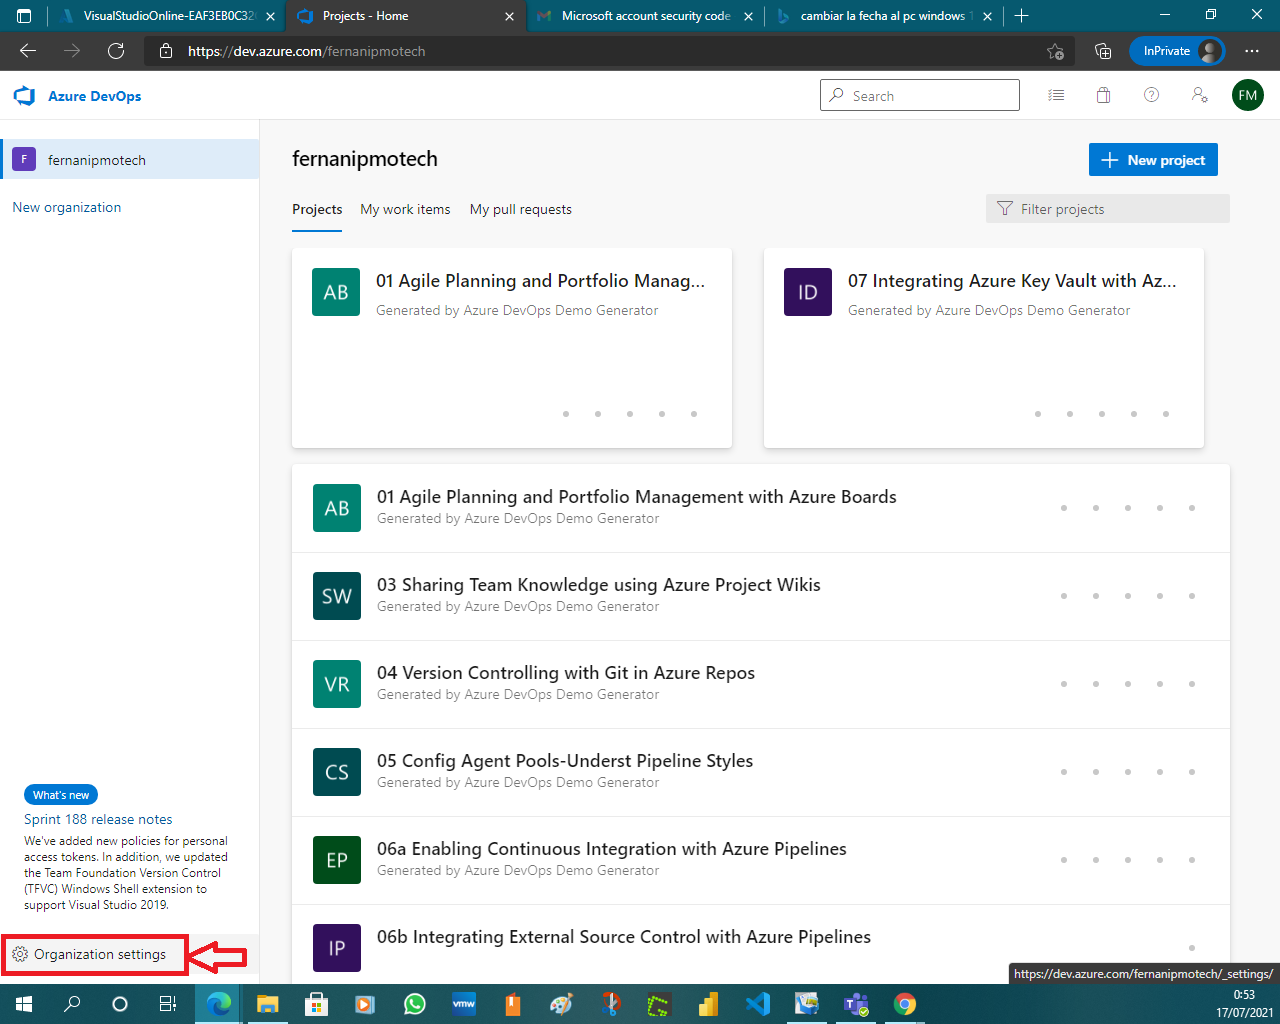 VisualStudioOnline-EAF3EB0C32
Projects - Home
Microsoft account security code
cambiar la fecha al pc windows 1
https://dev.azure.com/fernanipmotech
InPrivate
Azure DevOps
Search
FM
F
fernanipmotech
New organization
fernanipmotech
New project
Projects
My work items
My pull requests
Filter projects
AB
01 Agile Planning and Portfolio Manag...
Generated by Azure DevOps Demo Generator
ID
07 Integrating Azure Key Vault with Az...
Generated by Azure DevOps Demo Generator
AB
01 Agile Planning and Portfolio Management with Azure Boards
Generated by Azure DevOps Demo Generator
SW
03 Sharing Team Knowledge using Azure Project Wikis
Generated by Azure DevOps Demo Generator
VR
04 Version Controlling with Git in Azure Repos
Generated by Azure DevOps Demo Generator
CS
05 Config Agent Pools-Underst Pipeline Styles
Generated by Azure DevOps Demo Generator
EP
06a Enabling Continuous Integration with Azure Pipelines
Generated by Azure DevOps Demo Generator
IP
06b Integrating External Source Control with Azure Pipelines
What's new
Sprint 188 release notes
We've added new policies for personal
access tokens. In addition, we updated
the Team Foundation Version Control
(TFVC) Windows Shell extension to
support Visual Studio 2019.
Organization settings
https://dev.azure.com/fernanipmotech/_settings/
vmw
0:53
17/07/2021